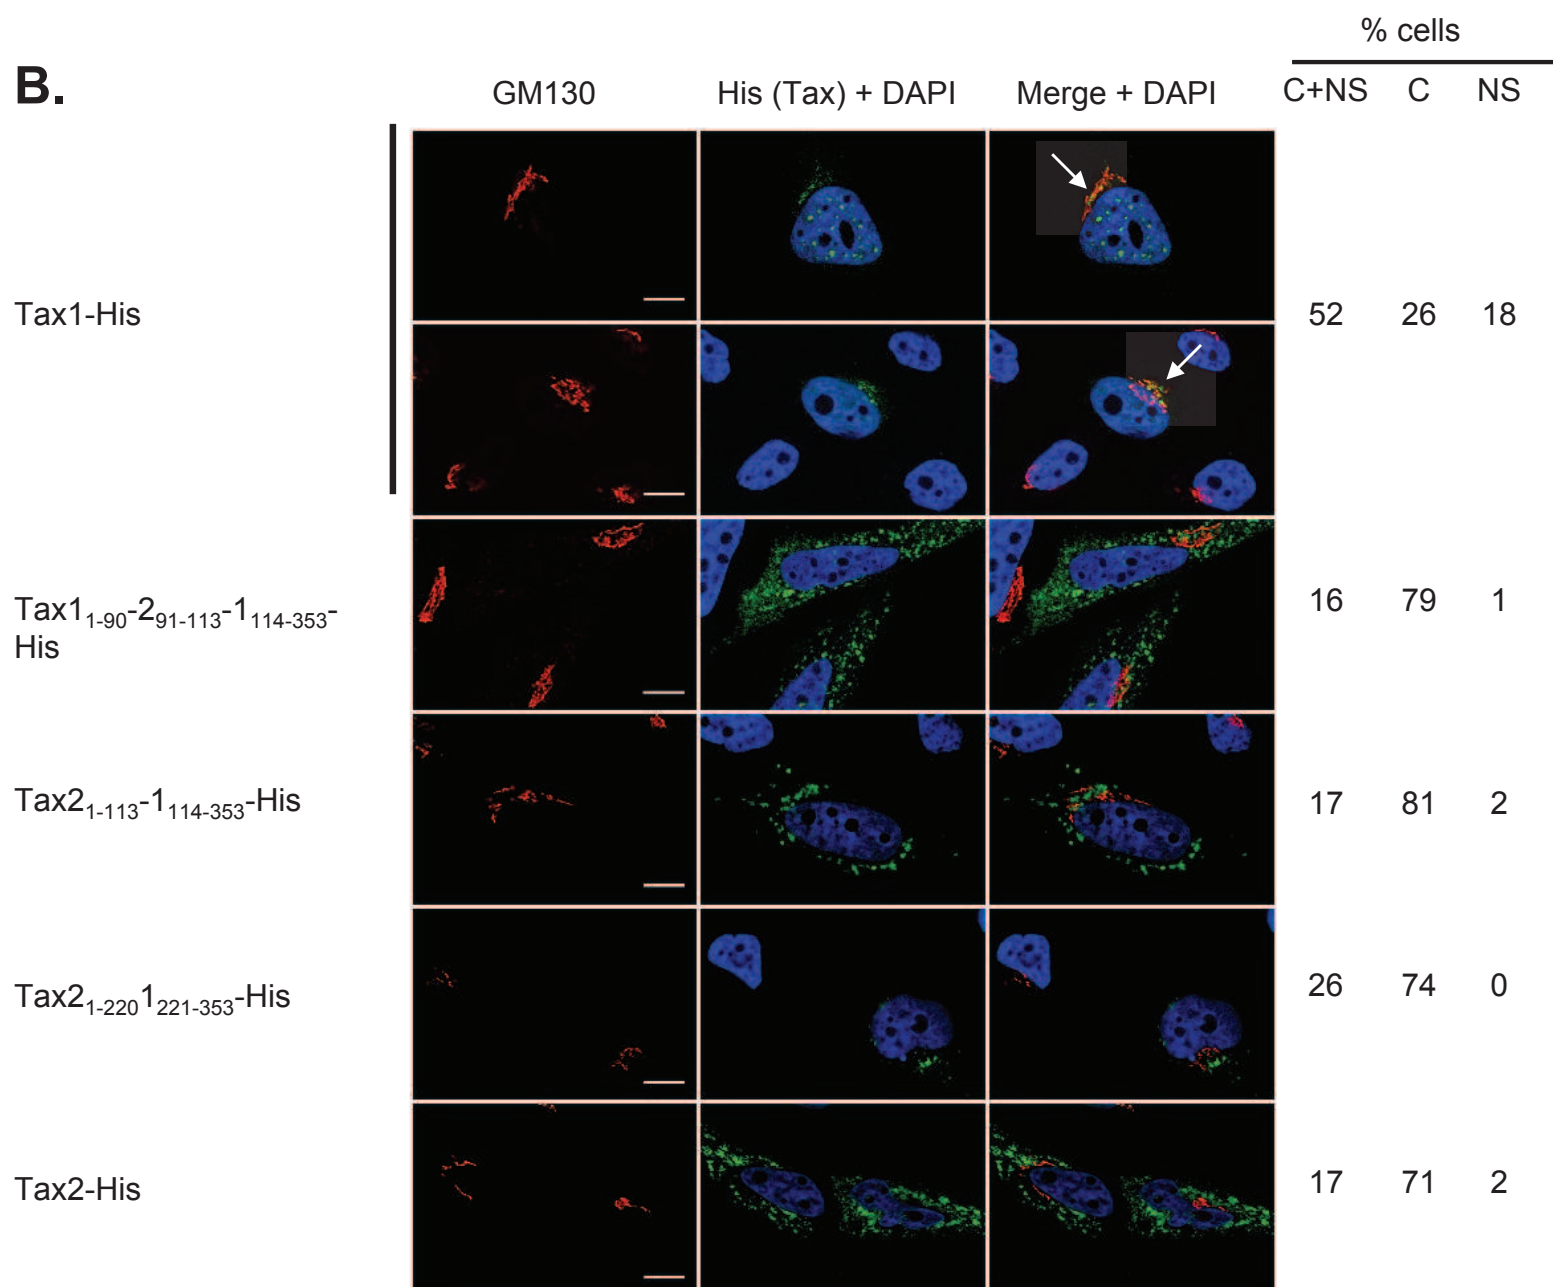 % cells
B.
GM130 His (Tax) + DAPI Merge + DAPI C+NS C NS
Tax1-His 52 26 18
Tax1₁₋₉₀-2₉₁₋₁₁₃-1₁₁₄₋₃₅₃- 16 79 1
His
Tax2₁₋₁₁₃-1₁₁₄₋₃₅₃-His 17 81 2
Tax2₁₋₂₂₀1₂₂₁₋₃₅₃-His 26 74 0
Tax2-His 17 71 2